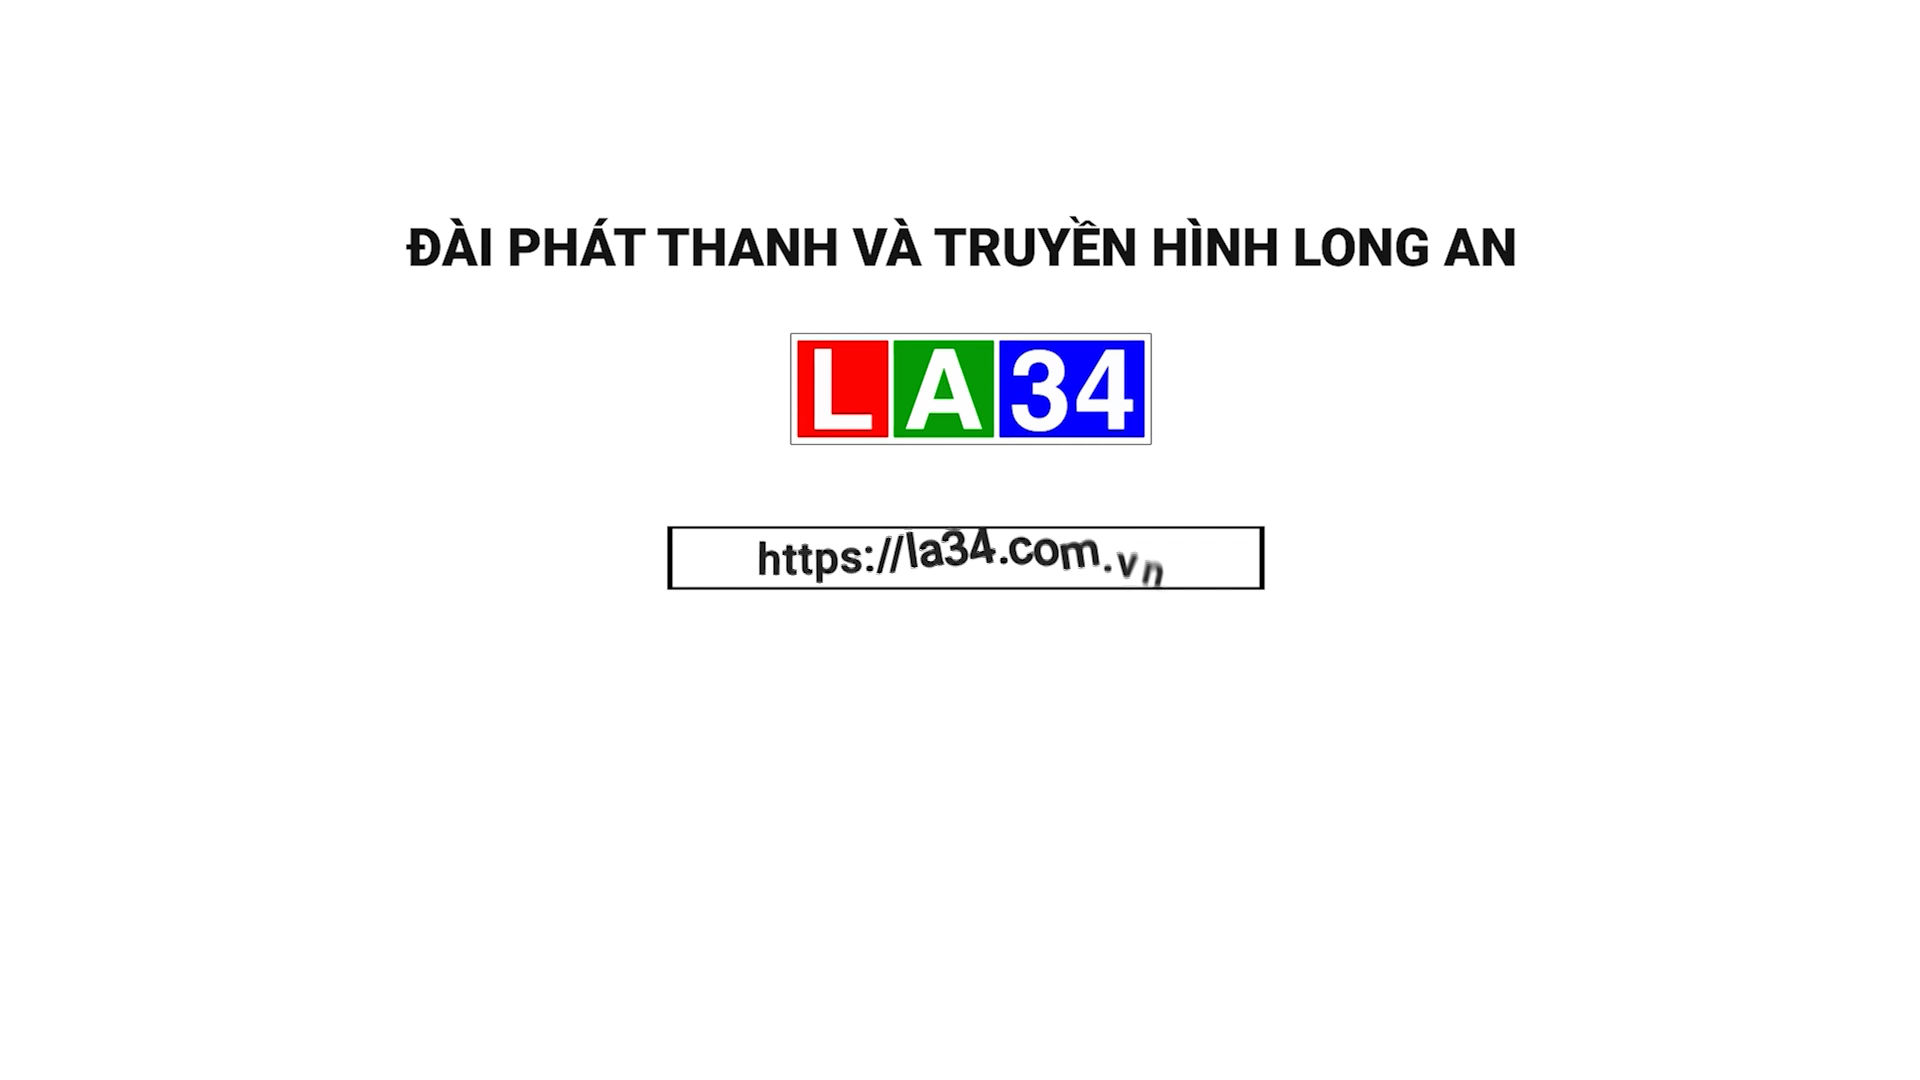 ĐÀI PHÁT THANH VÀ TRUYỀN HÌNH LONG AN
LA34
https://la34.com.vn